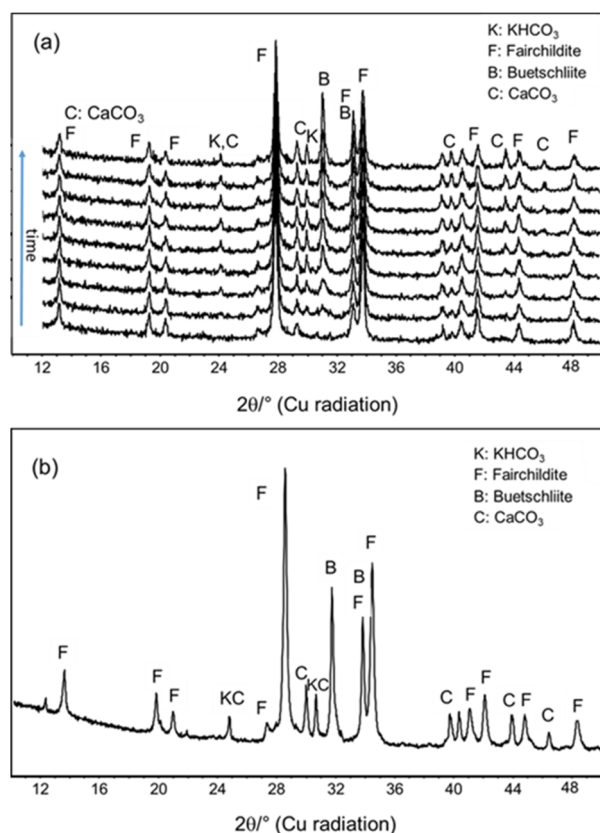 (a)
K: KHCO₃
F: Fairchildite
B: Buetschliite
C: CaCO₃
F
F
B
F
B
C: CaCO₃
F
F
F
K,C
C
K
C
F
C
F
C
F
time
12 16 20 24 28 32 36 40 44 48
2θ/° (Cu radiation)
(b)
K: KHCO₃
F: Fairchildite
B: Buetschliite
C: CaCO₃
F
F
B
B
F
F
F
F
KC
F
C
KC
C
F
F
C
F
C
F
12 16 20 24 28 32 36 40 44 48
2θ/° (Cu radiation)